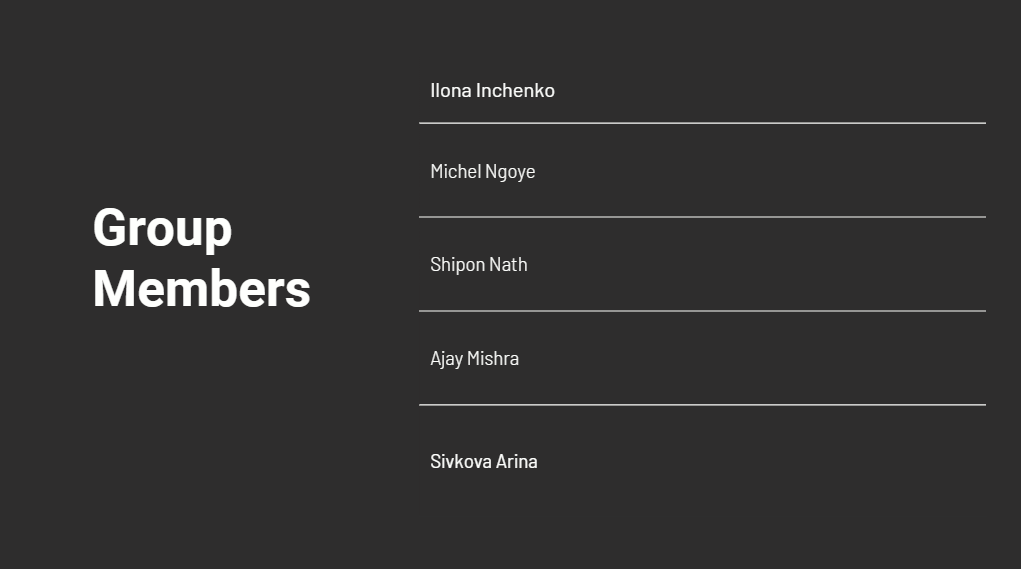 Group
Members
Ilona Inchenko
Michel Ngoye
Shipon Nath
Ajay Mishra
Sivkova Arina